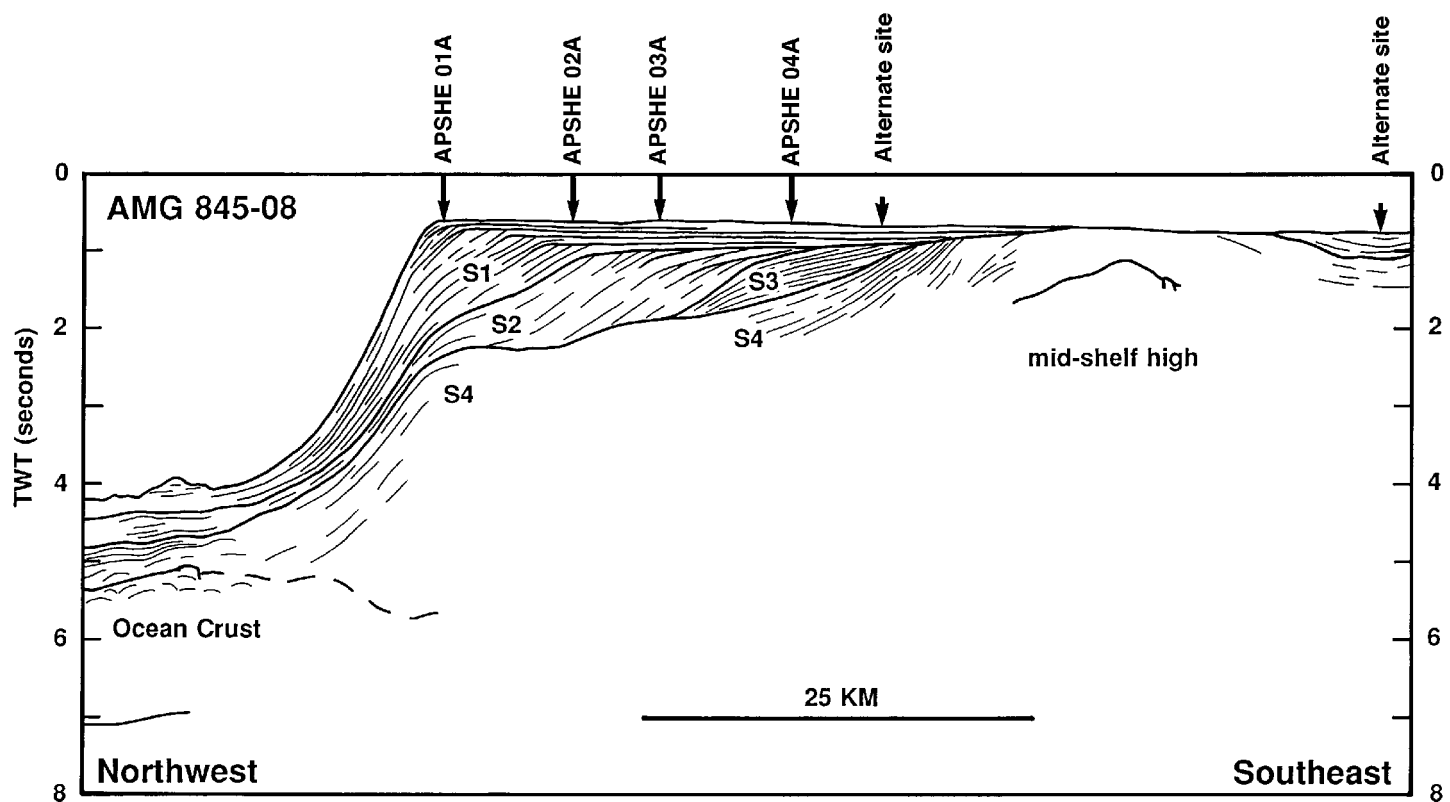 APSHE 01A
APSHE 02A
APSHE 03A
APSHE 04A
Alternate site
Alternate site
0
0
AMG 845-08
S1
S3
S2
2
S4
2
mid-shelf high
S4
TWT (seconds)
4
4
Ocean Crust
6
6
25 KM
Northwest
Southeast
8
8